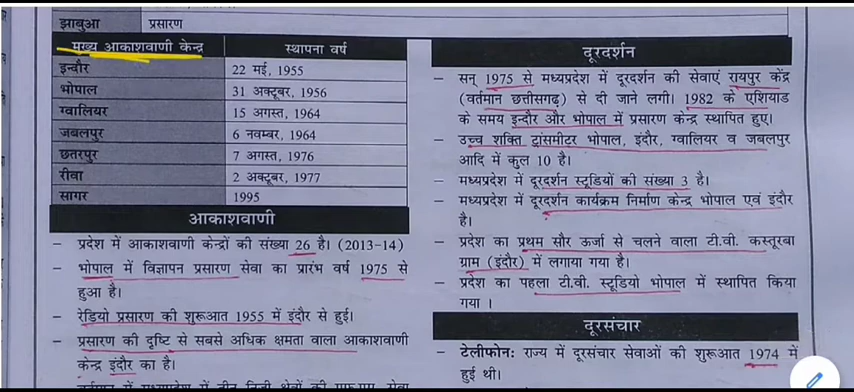 झाबुआ प्रसारण
मुख्य आकाशवाणी केन्द्र स्थापना वर्ष
इन्दौर 22 मई, 1955
भोपाल 31 अक्टूबर, 1956
ग्वालियर 15 अगस्त, 1964
जबलपुर 6 नवम्बर, 1964
छतरपुर 7 अगस्त, 1976
रीवा 2 अक्टूबर, 1977
सागर 1995
आकाशवाणी
– प्रदेश में आकाशवाणी केन्द्रों की संख्या 26 है। (2013-14)
– भोपाल में विज्ञापन प्रसारण सेवा का प्रारंभ वर्ष 1975 से
हुआ है।
– रेडियो प्रसारण की शुरूआत 1955 में इंदौर से हुई।
– प्रसारण की दृष्टि से सबसे अधिक क्षमता वाला आकाशवाणी
केन्द्र इंदौर का है।
दूरदर्शन
– सन् 1975 से मध्यप्रदेश में दूरदर्शन की सेवाएं रायपुर केंद्र
(वर्तमान छत्तीसगढ़) से दी जाने लगी। 1982 के एशियाड
के समय इन्दौर और भोपाल में प्रसारण केन्द्र स्थापित हुए।
– उच्च शक्ति ट्रांसमीटर भोपाल, इंदौर, ग्वालियर व जबलपुर
आदि में कुल 10 है।
– मध्यप्रदेश में दूरदर्शन स्टूडियों की संख्या 3 है।
– मध्यप्रदेश में दूरदर्शन कार्यक्रम निर्माण केन्द्र भोपाल एवं इंदौर
है।
– प्रदेश का प्रथम सौर ऊर्जा से चलने वाला टी.वी. कस्तूरबा
ग्राम (इंदौर) में लगाया गया है।
– प्रदेश का पहला टी.वी. स्टूडियो भोपाल में स्थापित किया
गया ।
दूरसंचार
– टेलीफोन: राज्य में दूरसंचार सेवाओं की शुरूआत 1974 में
हुई थी।